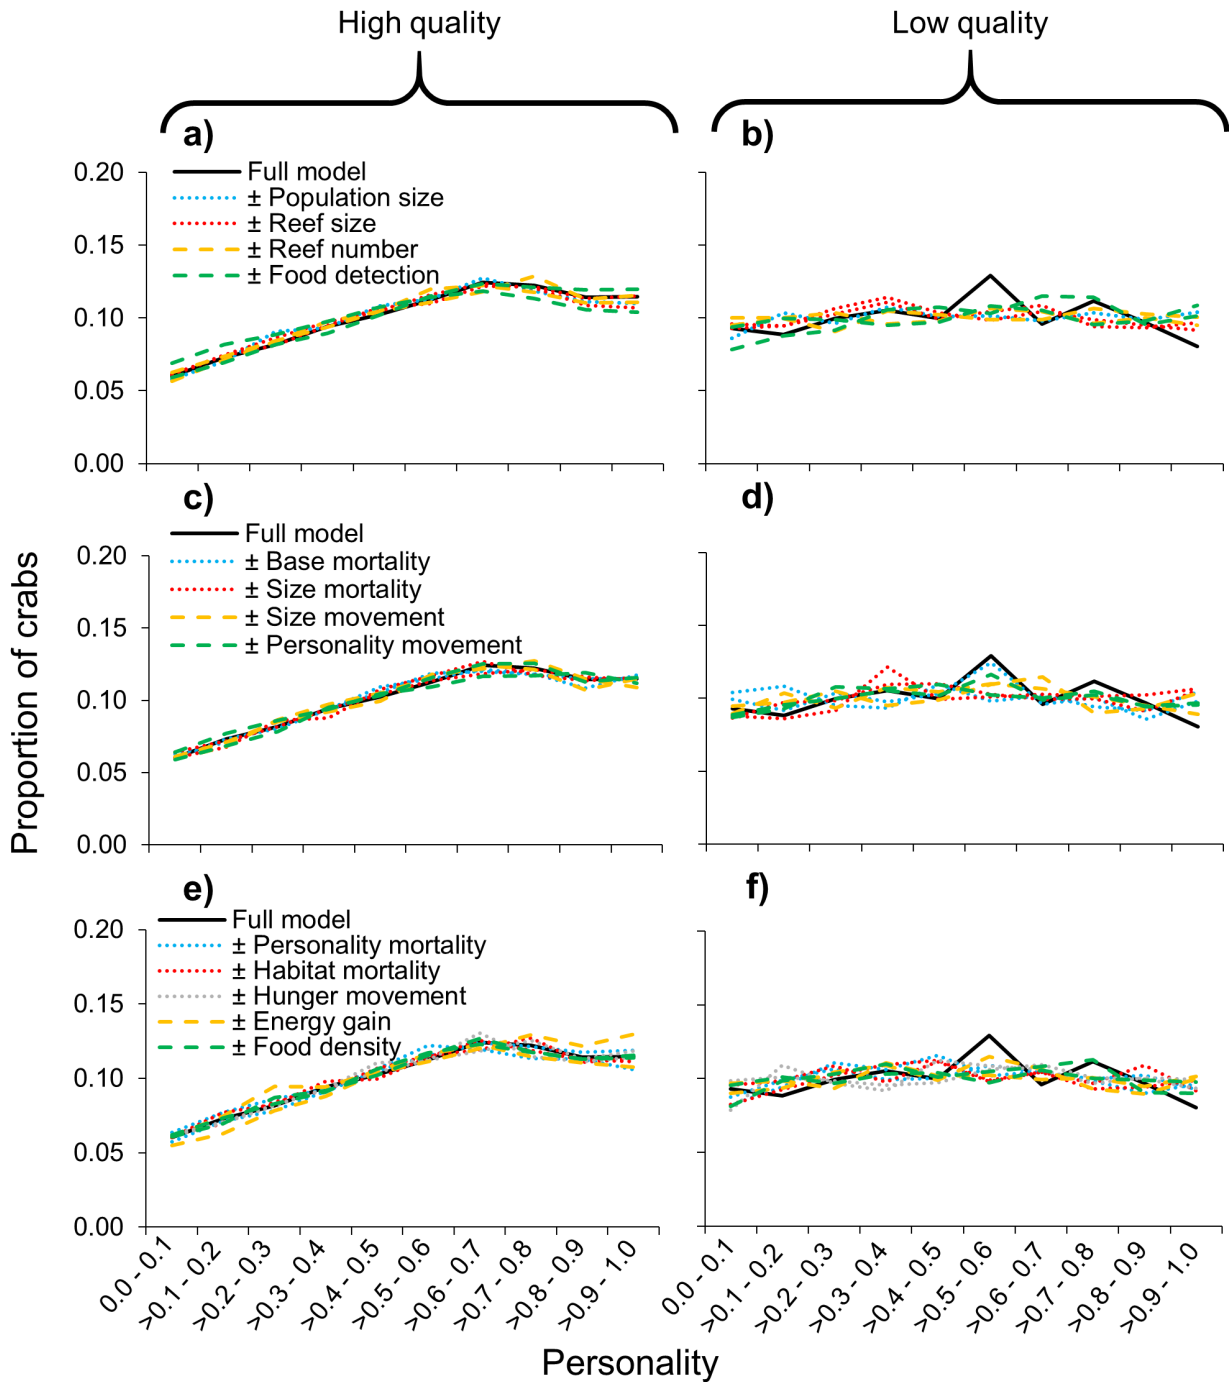 High quality
Low quality
a)
b)
0.20
0.15
0.10
0.05
0.00
Full model
± Population size
± Reef size
± Reef number
± Food detection
c)
d)
0.20
0.15
0.10
0.05
0.00
Full model
± Base mortality
± Size mortality
± Size movement
± Personality movement
Proportion of crabs
e)
f)
0.20
0.15
0.10
0.05
0.00
Full model
± Personality mortality
± Habitat mortality
± Hunger movement
± Energy gain
± Food density
0.0 - 0.1
>0.1 - 0.2
>0.2 - 0.3
>0.3 - 0.4
>0.4 - 0.5
>0.5 - 0.6
>0.6 - 0.7
>0.7 - 0.8
>0.8 - 0.9
>0.9 - 1.0
0.0 - 0.1
>0.1 - 0.2
>0.2 - 0.3
>0.3 - 0.4
>0.4 - 0.5
>0.5 - 0.6
>0.6 - 0.7
>0.7 - 0.8
>0.8 - 0.9
>0.9 - 1.0
Personality